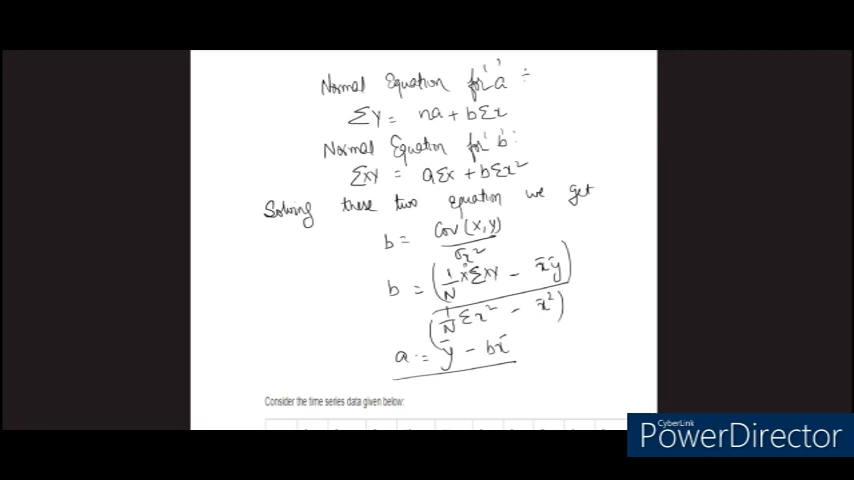 Normal Equation for 'a' ÷
ΣY = na + bΣx
Normal Equation for 'b' :
ΣXY = aΣx + bΣx²
Solving these two equation we get
b = Cov (x, y) / σx²
b = (1/N × ΣXY - x̄ȳ) / (1/N Σx² - x̄²)
a = ȳ - bx̄
Consider the time series data given below:
CyberLink
PowerDirector